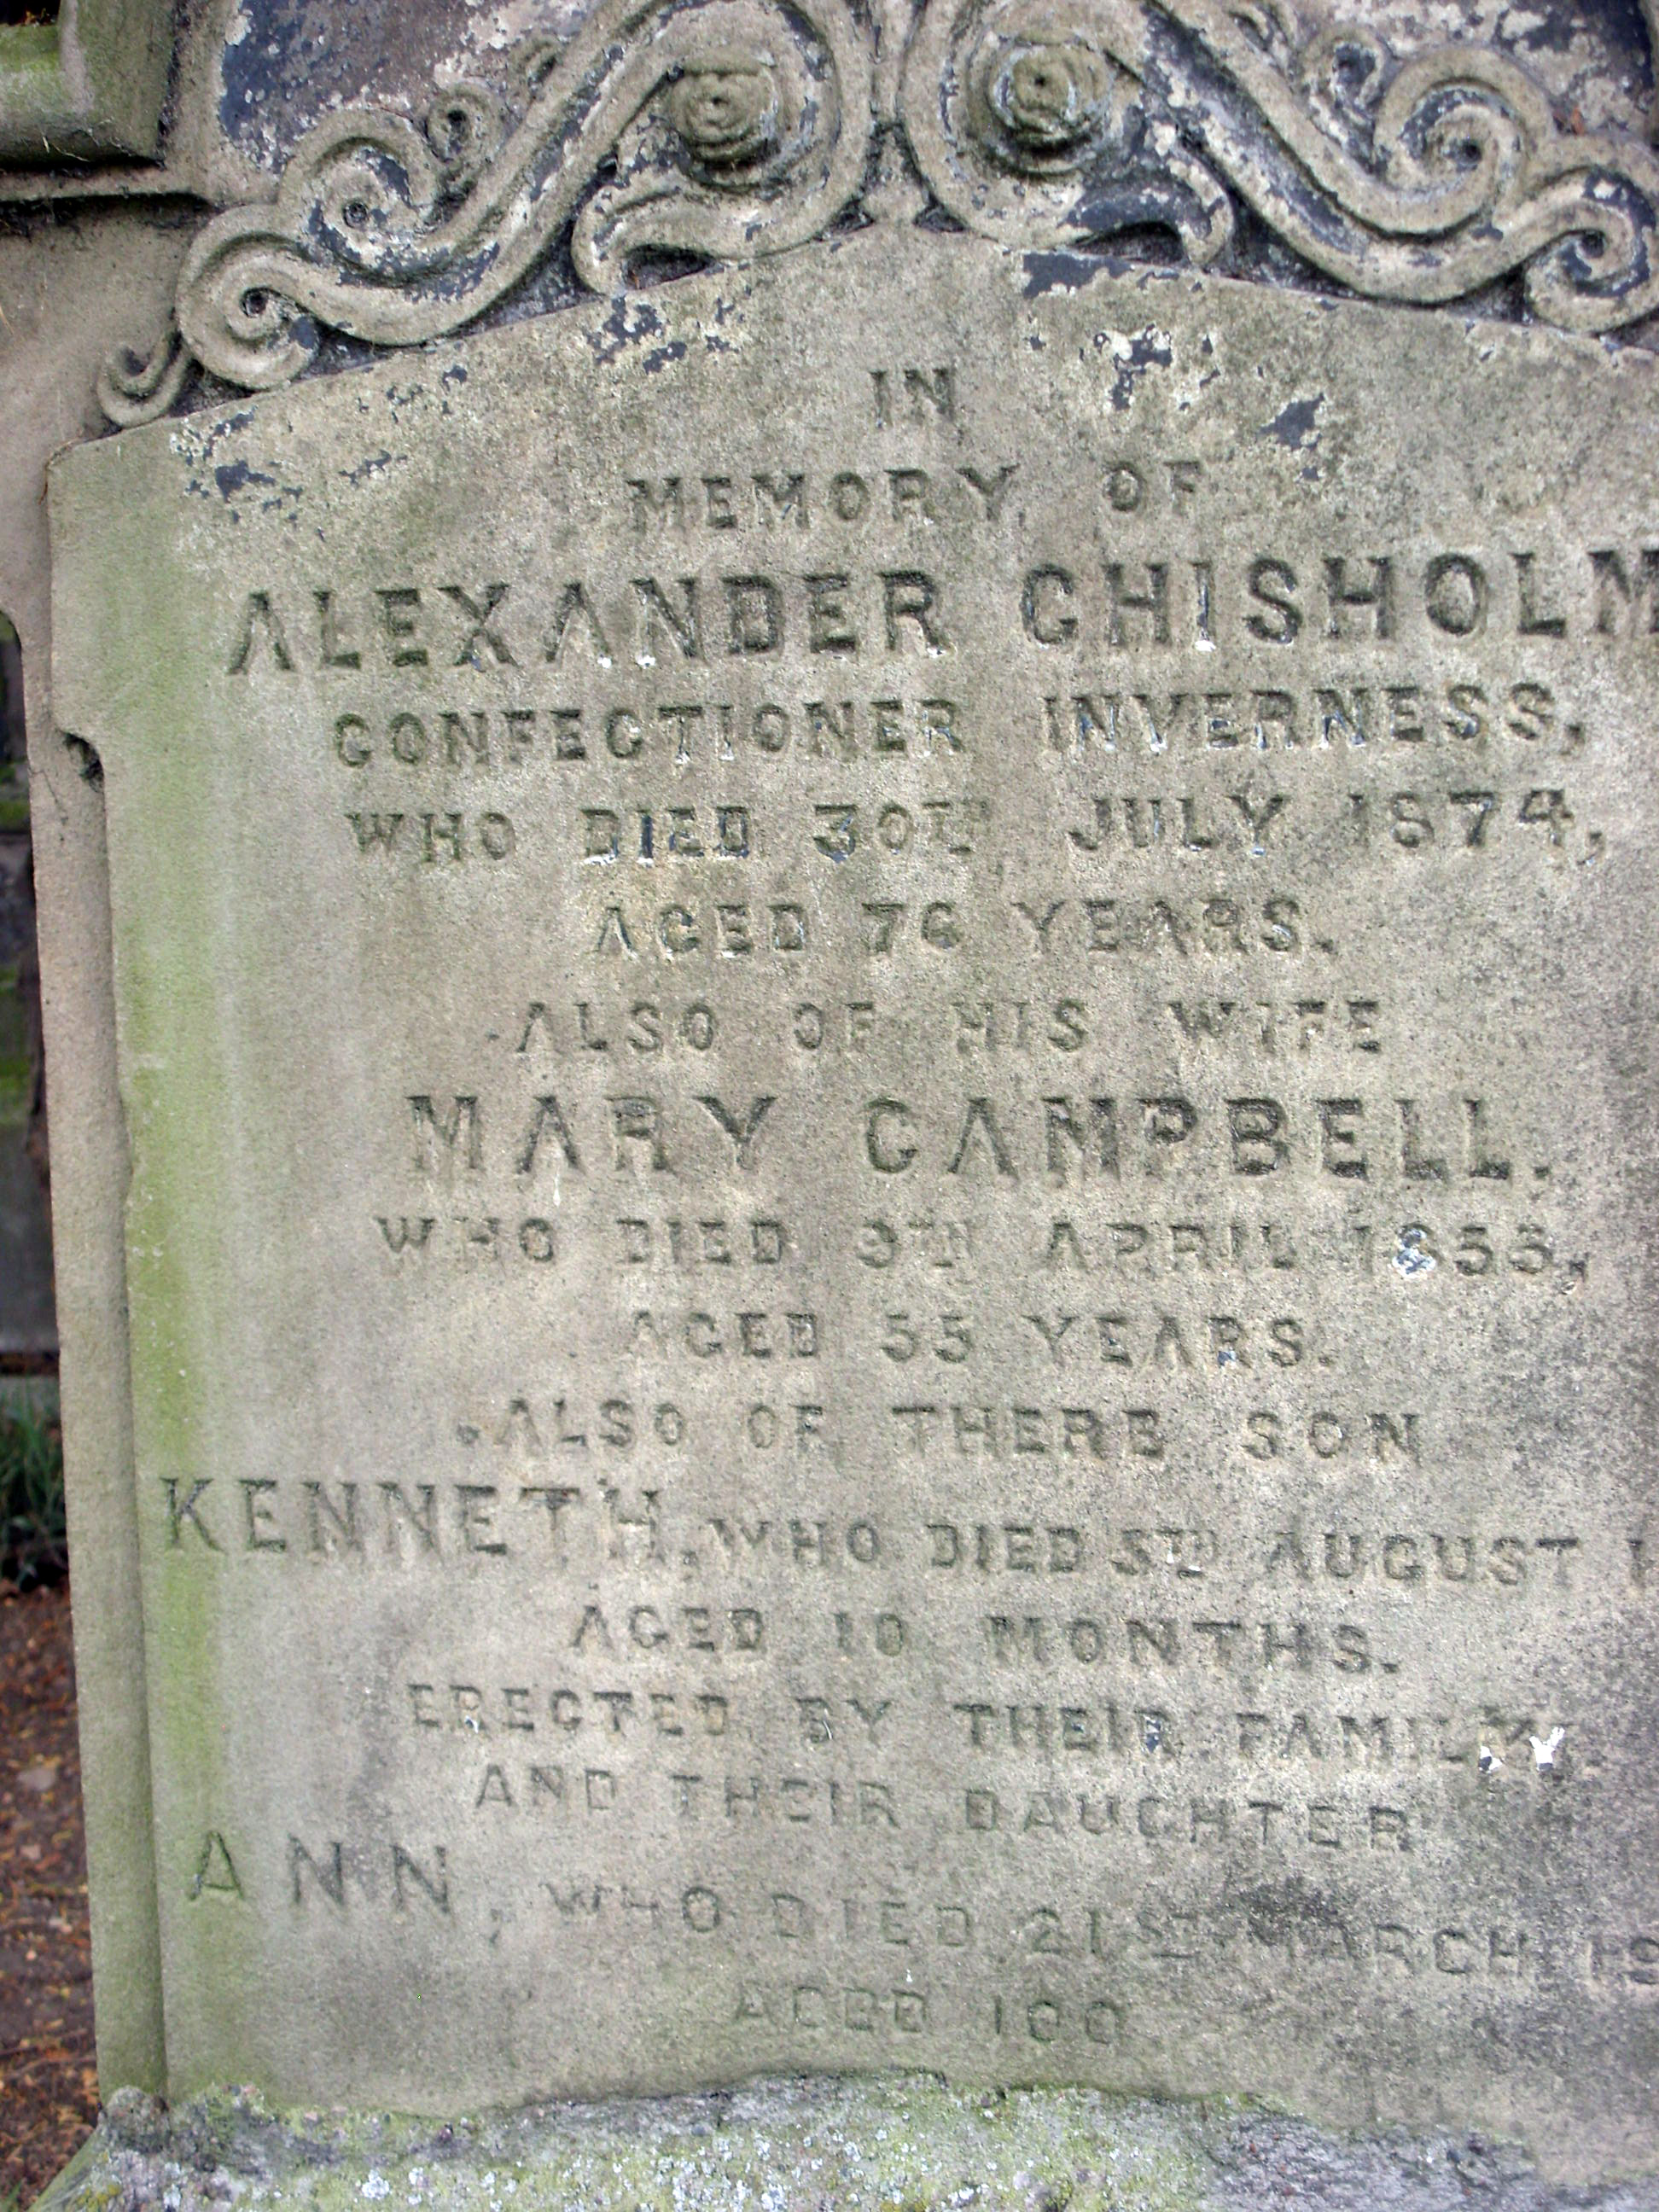 IN
MEMORY OF
ALEXANDER CHISHOLM
CONFECTIONER INVERNESS,
WHO DIED 30TH JULY 1874,
AGED 76 YEARS.
ALSO OF HIS WIFE
MARY CAMPBELL.
WHO DIED 9TH APRIL
AGED 55 YEARS.
ALSO OF THERE SON
KENNETH, WHO DIED 5TH AUGUST
AGED 10 MONTHS.
ERECTED BY THEIR FAMILY.
AND THEIR DAUGHTER
ANN, WHO DIED 21ST MARCH
AGED 100